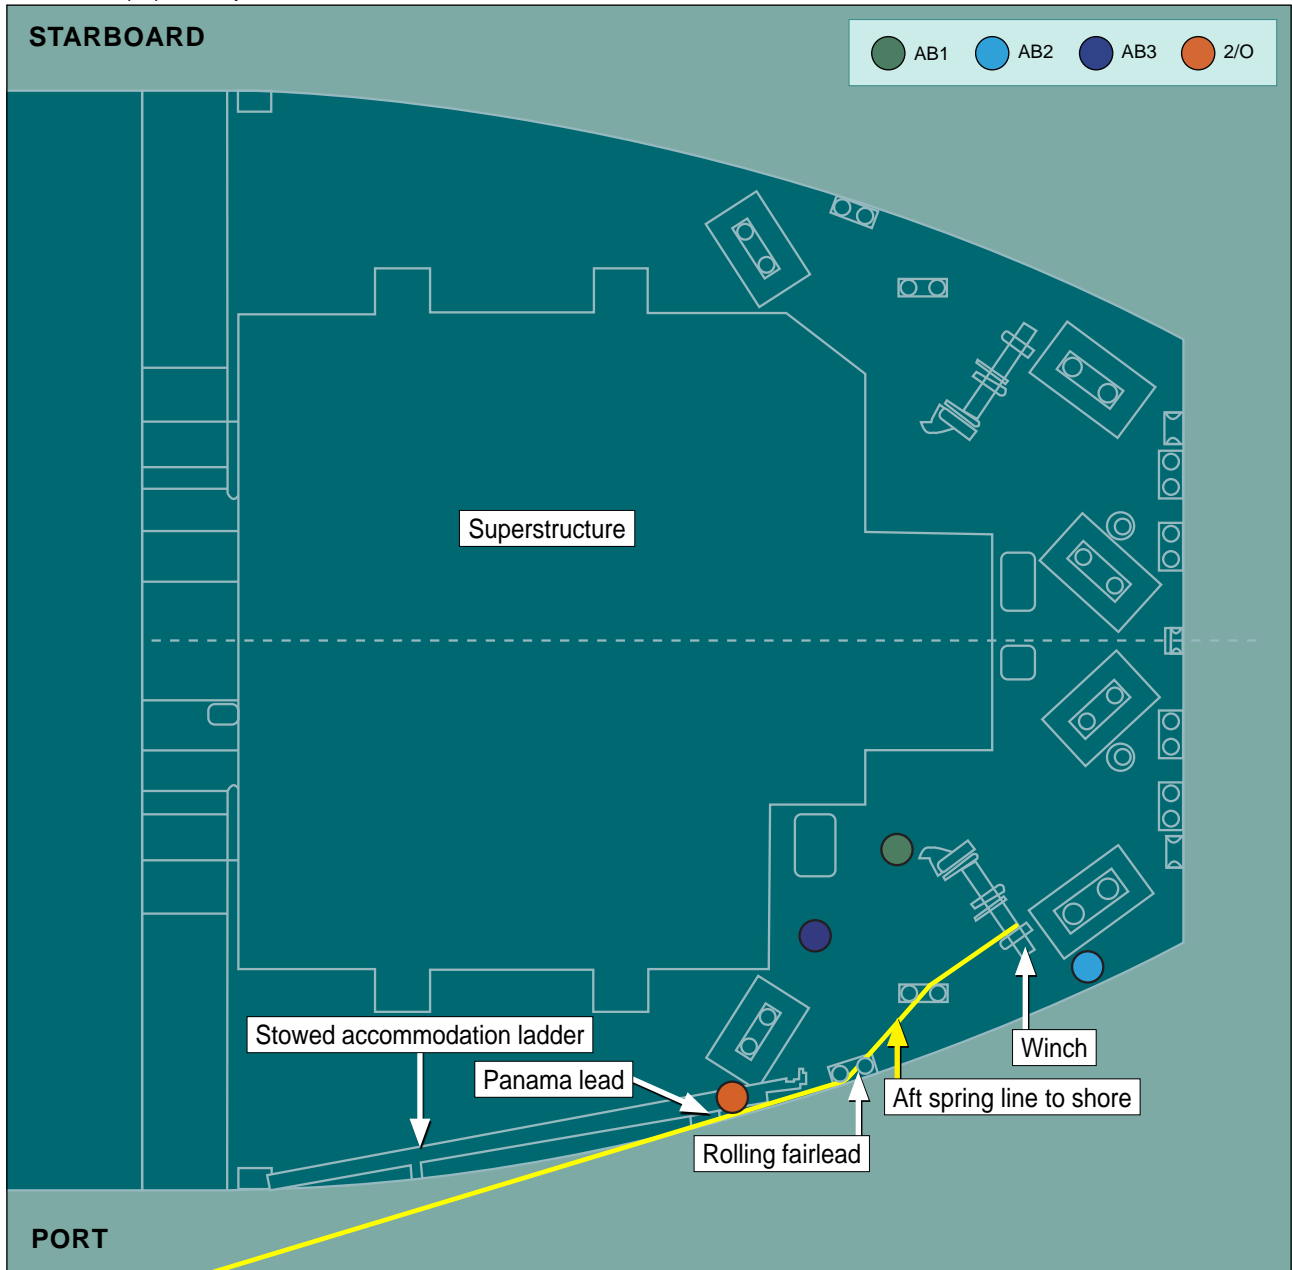 STARBOARD
AB1
AB2
AB3
2/O
Superstructure
Stowed accommodation ladder
Panama lead
Winch
Aft spring line to shore
Rolling fairlead
PORT